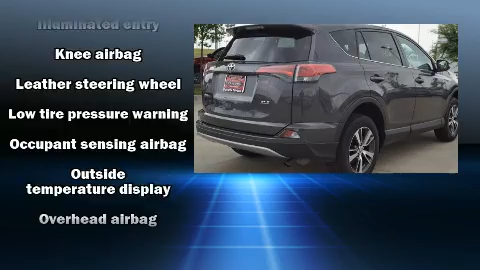 Illuminated entry
Knee airbag
Leather steering wheel
Low tire pressure warning
Occupant sensing airbag
Outside
temperature display
Overhead airbag